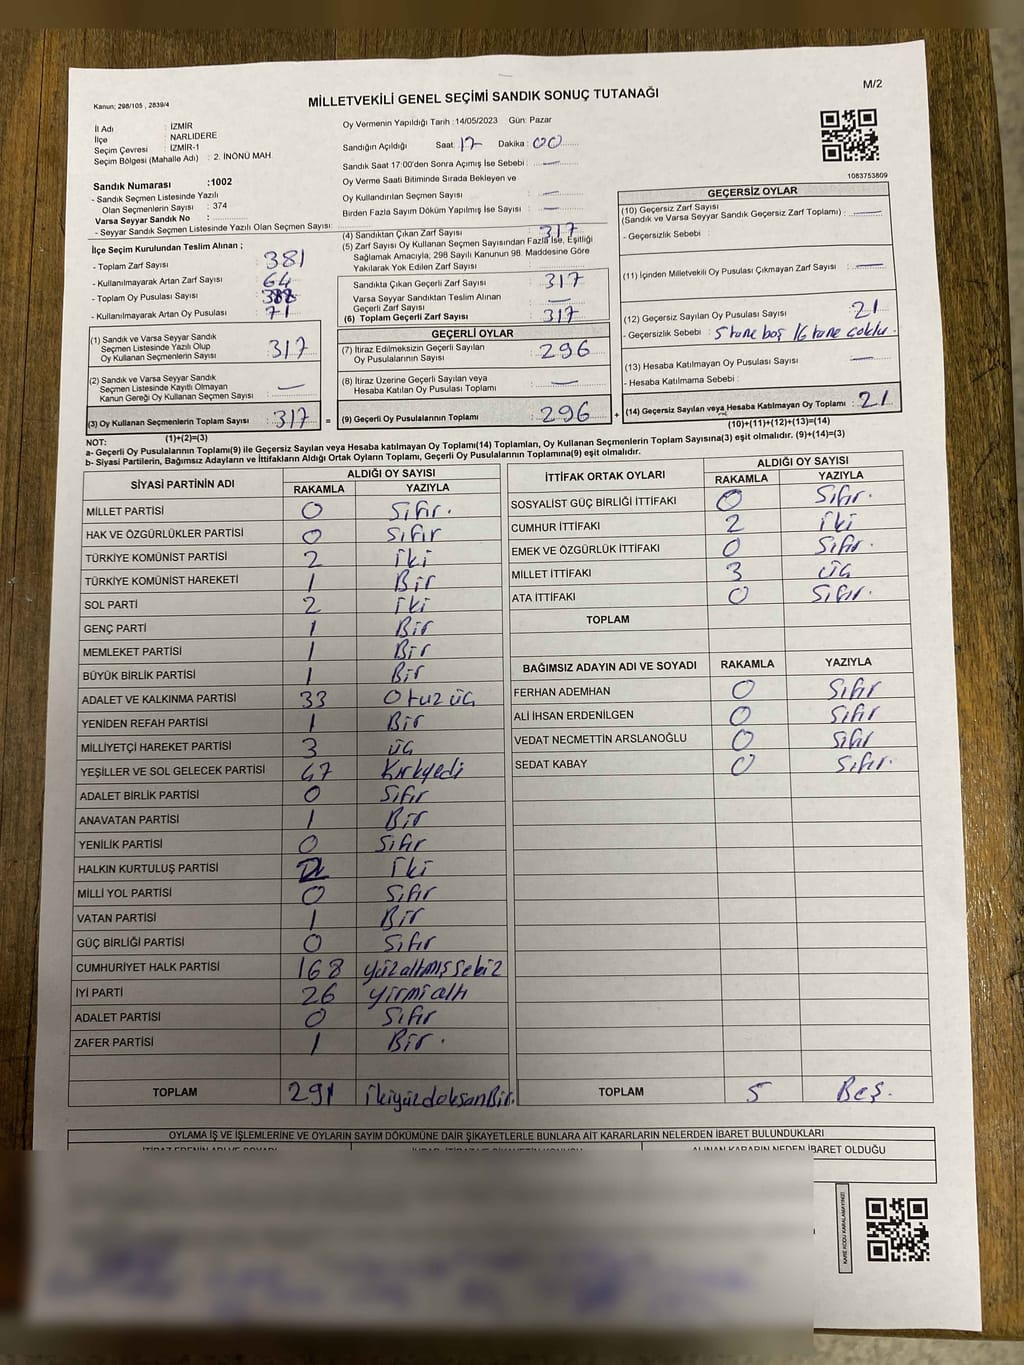 M/2
Kanun; 298/105 , 2839/4
MİLLETVEKİLİ GENEL SEÇİMİ SANDIK SONUÇ TUTANAĞI
İl Adı : İZMİR
İlçe : NARLIDERE
Seçim Çevresi : İZMİR-1
Seçim Bölgesi (Mahalle Adı) : 2. İNÖNÜ MAH
Sandık Numarası :1002
- Sandık Seçmen Listesinde Yazılı
Olan Seçmenlerin Sayısı : 374
Varsa Seyyar Sandık No :
- Seyyar Sandık Seçmen Listesinde Yazılı Olan Seçmen Sayısı:
İlçe Seçim Kurulundan Teslim Alınan ;
- Toplam Zarf Sayısı : 381
- Kullanılmayarak Artan Zarf Sayısı : 64
- Toplam Oy Pusulası Sayısı : 388
- Kullanılmayarak Artan Oy Pusulası : 71
(1) Sandık ve Varsa Seyyar Sandık
Seçmen Listesinde Yazılı Olup
Oy Kullanan Seçmenlerin Sayısı : 317
(2) Sandık ve Varsa Seyyar Sandık
Seçmen Listesinde Kayıtlı Olmayan
Kanun Gereği Oy Kullanan Seçmen Sayısı : —
(3) Oy Kullanan Seçmenlerin Toplam Sayısı : 317 =
(1)+(2)=(3)
Oy Vermenin Yapıldığı Tarih : 14/05/2023 Gün: Pazar
Sandığın Açıldığı Saat: 17 Dakika : 00
Sandık Saat 17:00'den Sonra Açımış İse Sebebi : —
Oy Verme Saati Bitiminde Sırada Bekleyen ve
Oy Kullandırılan Seçmen Sayısı : —
Birden Fazla Sayım Döküm Yapılmış İse Sayısı : —
(4) Sandıktan Çıkan Zarf Sayısı : 317
(5) Zarf Sayısı Oy Kullanan Seçmen Sayısından Fazla İse, Eşitliği
Sağlamak Amacıyla, 298 Sayılı Kanunun 98. Maddesine Göre
Yakılarak Yok Edilen Zarf Sayısı :
Sandıkta Çıkan Geçerli Zarf Sayısı : 317
Varsa Seyyar Sandıktan Teslim Alınan
Geçerli Zarf Sayısı : —
(6) Toplam Geçerli Zarf Sayısı : 317
GEÇERLİ OYLAR
(7) İtiraz Edilmeksizin Geçerli Sayılan
Oy Pusulalarının Sayısı : 296
(8) İtiraz Üzerine Geçerli Sayılan veya
Hesaba Katılan Oy Pusulası Toplamı : —
(9) Geçerli Oy Pusulalarının Toplamı : 296 +
1083753809
GEÇERSİZ OYLAR
(10) Geçersiz Zarf Sayısı
(Sandık ve Varsa Seyyar Sandık Geçersiz Zarf Toplamı) : —
- Geçersizlik Sebebi :
(11) İçinden Milletvekili Oy Pusulası Çıkmayan Zarf Sayısı : —
(12) Geçersiz Sayılan Oy Pusulası Sayısı : 21
- Geçersizlik Sebebi : 5 tane boş 16 tane çoklu.
(13) Hesaba Katılmayan Oy Pusulası Sayısı : —
- Hesaba Katılmama Sebebi :
(14) Geçersiz Sayılan veya Hesaba Katılmayan Oy Toplamı : 21
(10)+(11)+(12)+(13)=(14)
NOT:
a- Geçerli Oy Pusulalarının Toplamı(9) ile Geçersiz Sayılan veya Hesaba katılmayan Oy Toplamı(14) Toplamları, Oy Kullanan Seçmenlerin Toplam Sayısına(3) eşit olmalıdır. (9)+(14)=(3)
b- Siyasi Partilerin, Bağımsız Adayların ve İttifakların Aldığı Ortak Oyların Toplamı, Geçerli Oy Pusulalarının Toplamına(9) eşit olmalıdır.
SİYASİ PARTİNİN ADI ALDIĞI OY SAYISI
RAKAMLA YAZIYLA
MİLLET PARTİSİ 0 Sıfır.
HAK VE ÖZGÜRLÜKLER PARTİSİ 0 Sıfır
TÜRKİYE KOMÜNİST PARTİSİ 2 iki
TÜRKİYE KOMÜNİST HAREKETİ 1 Bir
SOL PARTİ 2 iki
GENÇ PARTİ 1 Bir
MEMLEKET PARTİSİ 1 Bir
BÜYÜK BİRLİK PARTİSİ 1 Bir
ADALET VE KALKINMA PARTİSİ 33 Otuz üç
YENİDEN REFAH PARTİSİ 1 Bir
MİLLİYETÇİ HAREKET PARTİSİ 3 üç
YEŞİLLER VE SOL GELECEK PARTİSİ 47 Kırkyedi
ADALET BİRLİK PARTİSİ 0 Sıfır
ANAVATAN PARTİSİ 1 Bir
YENİLİK PARTİSİ 0 Sıfır
HALKIN KURTULUŞ PARTİSİ 2 İki
MİLLİ YOL PARTİSİ 0 Sıfır
VATAN PARTİSİ 1 Bir
GÜÇ BİRLİĞİ PARTİSİ 0 Sıfır
CUMHURİYET HALK PARTİSİ 168 yüzaltmışsekiz
İYİ PARTİ 26 yirmialtı
ADALET PARTİSİ 0 Sıfır
ZAFER PARTİSİ 1 Bir.
TOPLAM 291 ikiyüzdoksanBir.
İTTİFAK ORTAK OYLARI ALDIĞI OY SAYISI
RAKAMLA YAZIYLA
SOSYALİST GÜÇ BİRLİĞİ İTTİFAKI 0 Sıfır.
CUMHUR İTTİFAKI 2 iki
EMEK VE ÖZGÜRLÜK İTTİFAKI 0 Sıfır.
MİLLET İTTİFAKI 3 üç
ATA İTTİFAKI 0 Sıfır.
TOPLAM
BAĞIMSIZ ADAYIN ADI VE SOYADI RAKAMLA YAZIYLA
FERHAN ADEMHAN 0 Sıfır
ALİ İHSAN ERDENİLGEN 0 Sıfır
VEDAT NECMETTİN ARSLANOĞLU 0 Sıfır
SEDAT KABAY 0 Sıfır.
TOPLAM 5 Beş.
OYLAMA İŞ VE İŞLEMLERİNE VE OYLARIN SAYIM DÖKÜMÜNE DAİR ŞİKAYETLERLE BUNLARA AİT KARARLARIN NELERDEN İBARET BULUNDUKLARI
ALINAN KARARIN NEDEN İBARET OLDUĞU
KARE KODU KARALAMAYINIZ!